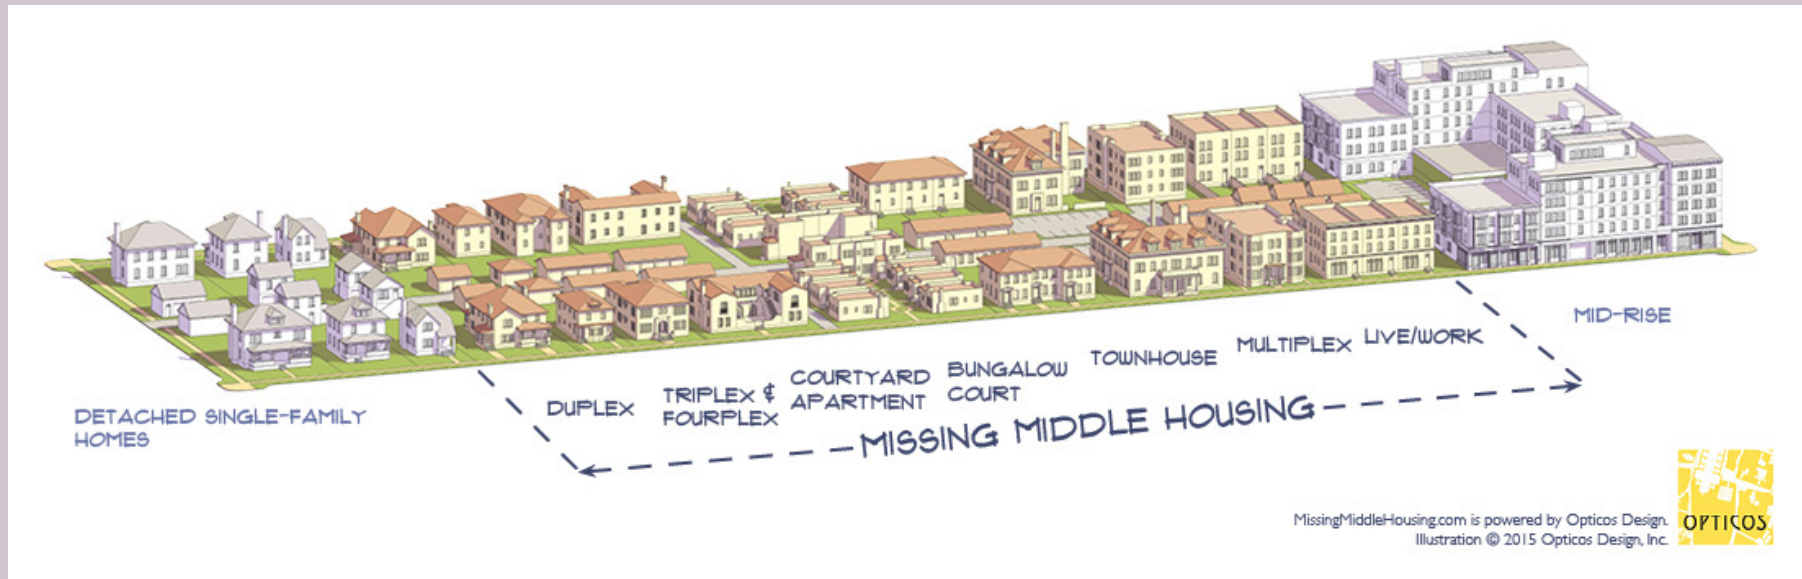 DETACHED SINGLE-FAMILY
HOMES
DUPLEX
TRIPLEX &
FOURPLEX
COURTYARD
APARTMENT
BUNGALOW
COURT
TOWNHOUSE
MULTIPLEX
LIVE/WORK
MID-RISE
MISSING MIDDLE HOUSING
MissingMiddleHousing.com is powered by Opticos Design.
Illustration © 2015 Opticos Design, Inc.
OPTICOS